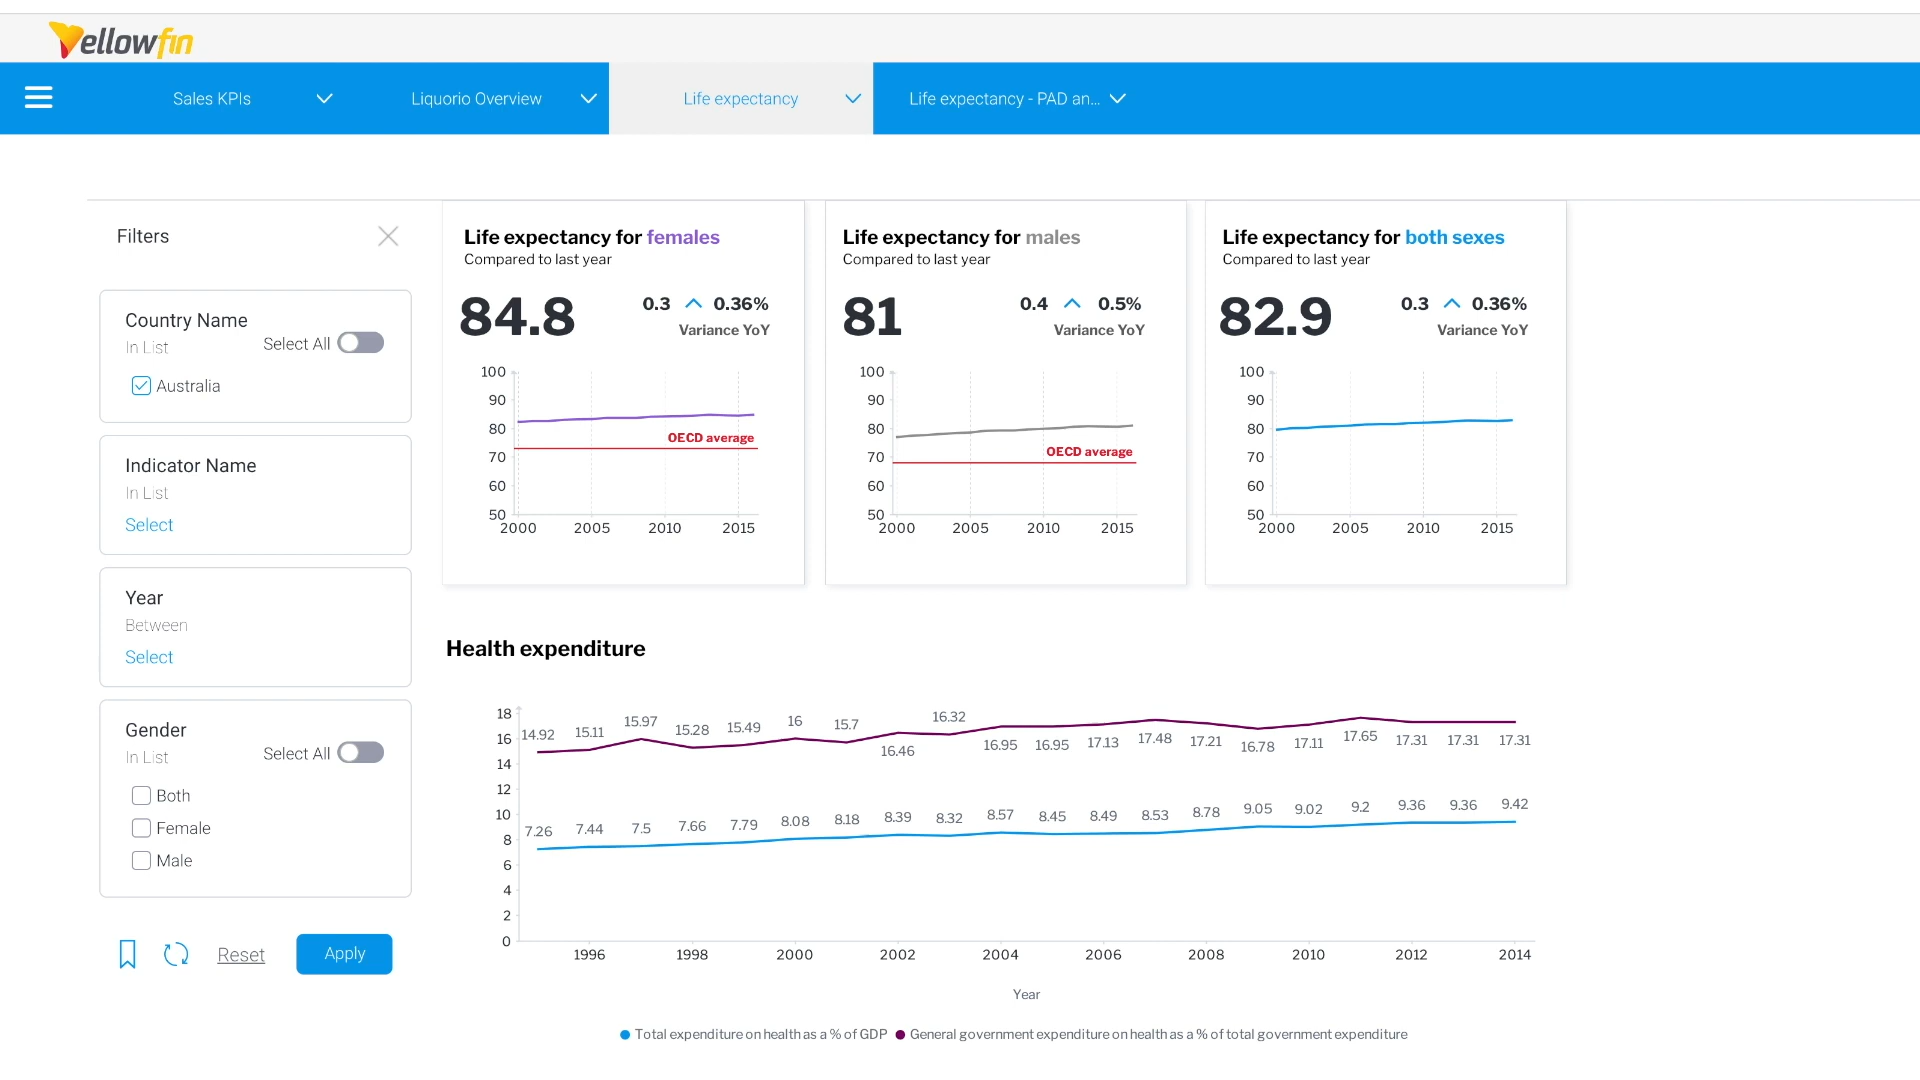 Yellowfin
Sales KPIs
Liquorio Overview
Life expectancy
Life expectancy - PAD an...
Filters
Country Name
In List
Select All
Australia
Indicator Name
In List
Select
Year
Between
Select
Gender
In List
Select All
Both
Female
Male
Reset
Apply
Life expectancy for females
Compared to last year
84.8
0.3 0.36%
Variance YoY
100
90
80
70
60
50
OECD average
2000 2005 2010 2015
Life expectancy for males
Compared to last year
81
0.4 0.5%
Variance YoY
100
90
80
70
60
50
OECD average
2000 2005 2010 2015
Life expectancy for both sexes
Compared to last year
82.9
0.3 0.36%
Variance YoY
100
90
80
70
60
50
2000 2005 2010 2015
Health expenditure
18
16
14
12
10
8
6
4
2
0
14.92 15.11 15.97 15.28 15.49 16 15.7 16.46 16.32 16.95 16.95 17.13 17.48 17.21 16.78 17.11 17.65 17.31 17.31 17.31
7.26 7.44 7.5 7.66 7.79 8.08 8.18 8.39 8.32 8.57 8.45 8.49 8.53 8.78 9.05 9.02 9.2 9.36 9.36 9.42
1996 1998 2000 2002 2004 2006 2008 2010 2012 2014
Year
Total expenditure on health as a % of GDP General government expenditure on health as a % of total government expenditure